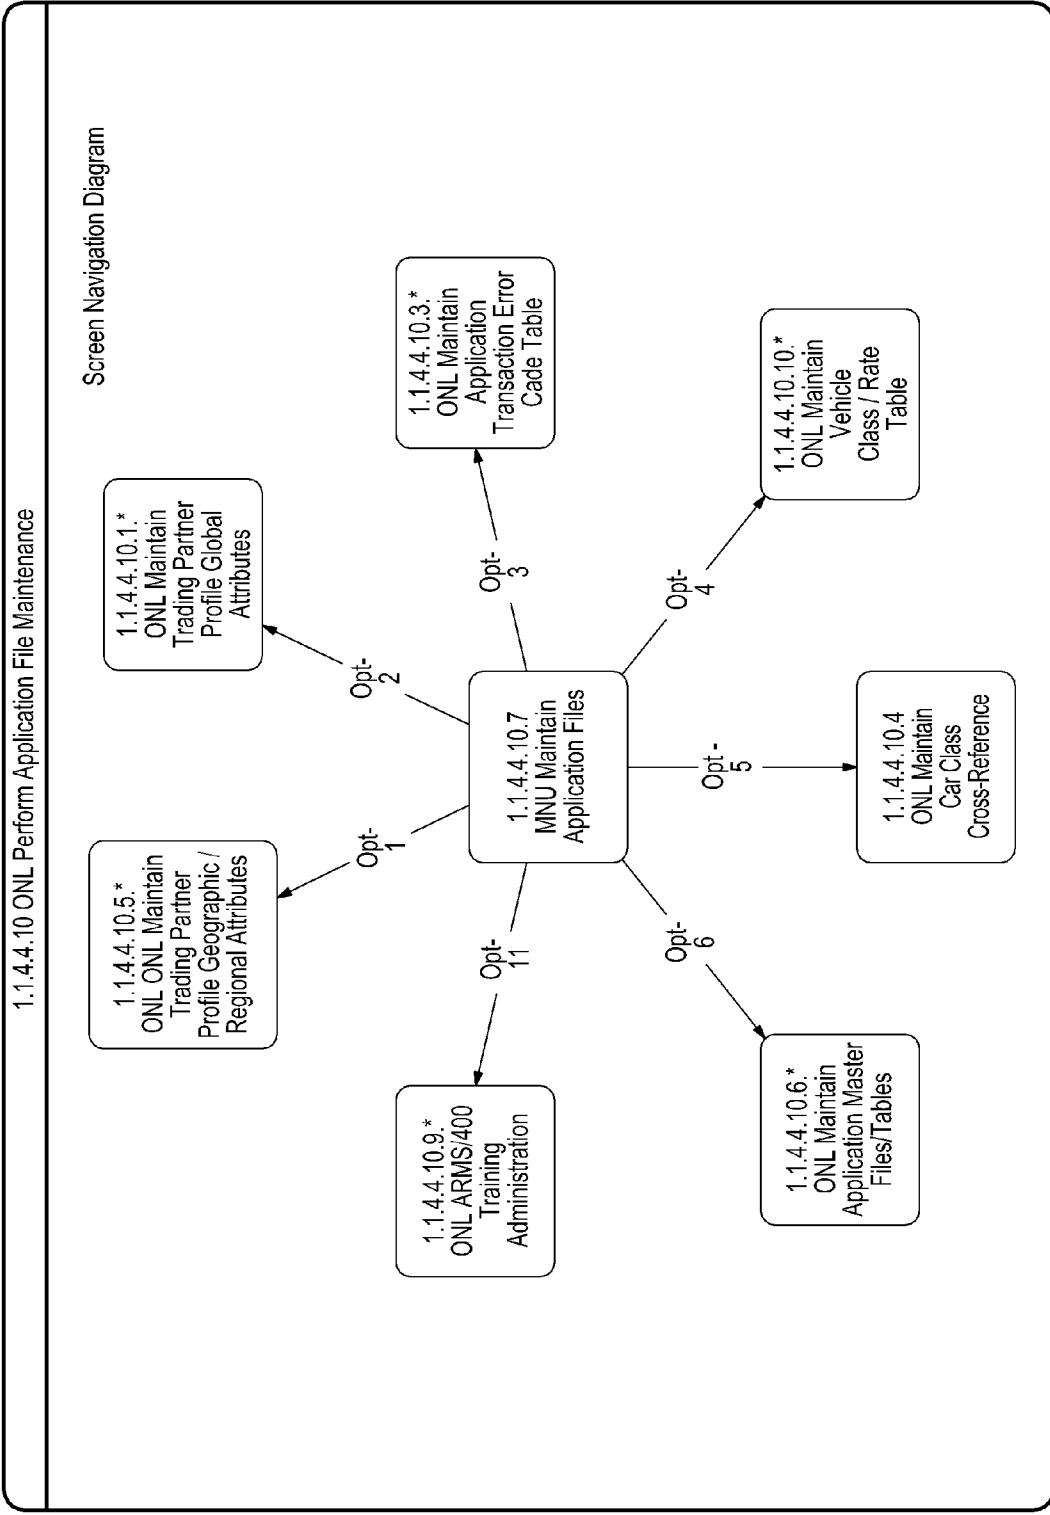 1.1.4.4.10 ONL Perform Application File Maintenance
Screen Navigation Diagram
1.1.4.4.10.5.*
ONL ONL Maintain
Trading Partner
Profile Geographic /
Regional Attributes
1.1.4.4.10.1.*
ONL Maintain
Trading Partner
Profile Global
Attributes
Opt-
1
Opt-
2
1.1.4.4.10.9.*
ONL ARMS/400
Training
Administration
Opt-
11
1.1.4.4.10.7
MNU Maintain
Application Files
Opt-
3
1.1.4.4.10.3.*
ONL Maintain
Application
Transaction Error
Cade Table
Opt-
6
Opt -
5
Opt-
4
1.1.4.4.10.6.*
ONL Maintain
Application Master
Files/Tables
1.1.4.4.10.4
ONL Maintain
Car Class
Cross-Reference
1.1.4.4.10.10.*
ONL Maintain
Vehicle
Class / Rate
Table